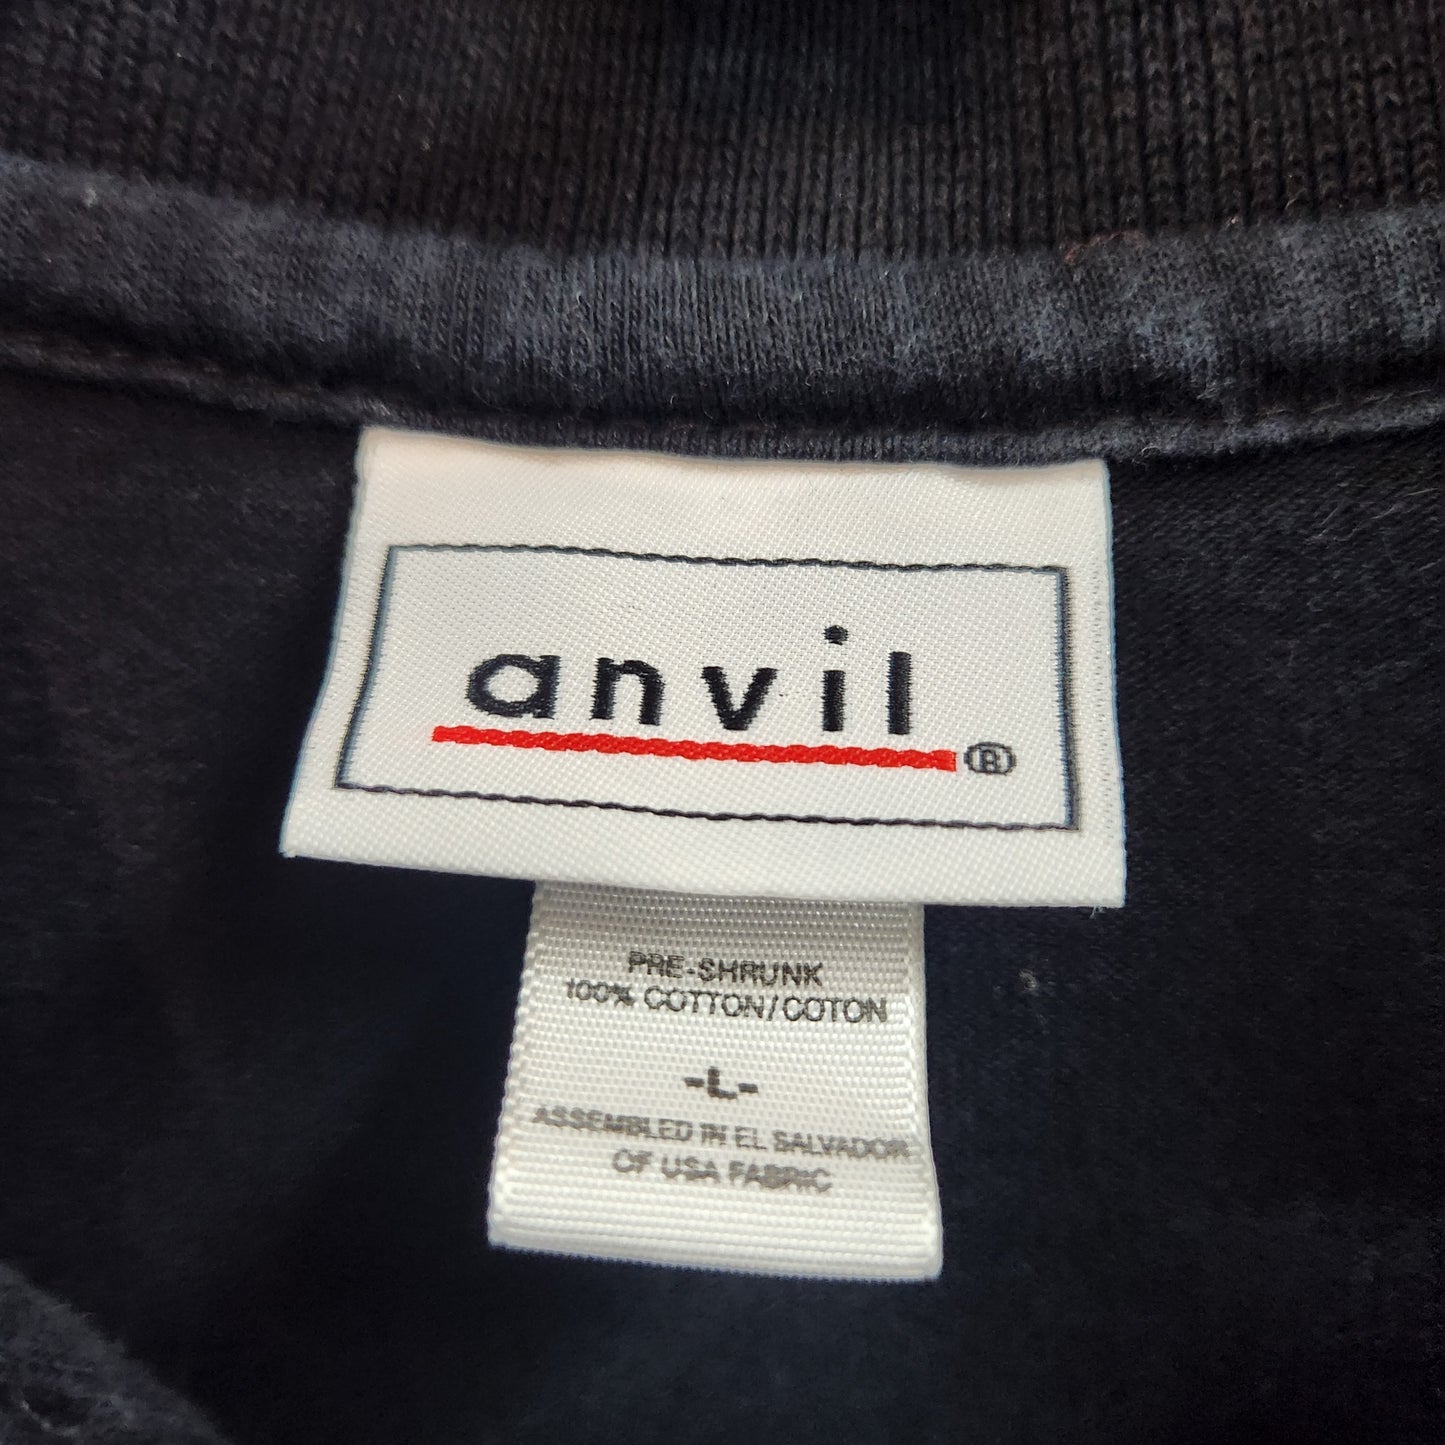 anvil®
PRE-SHRUNK
100% COTTON/COTON
-L-
ASSEMBLED IN EL SALVADOR
OF USA FABRIC